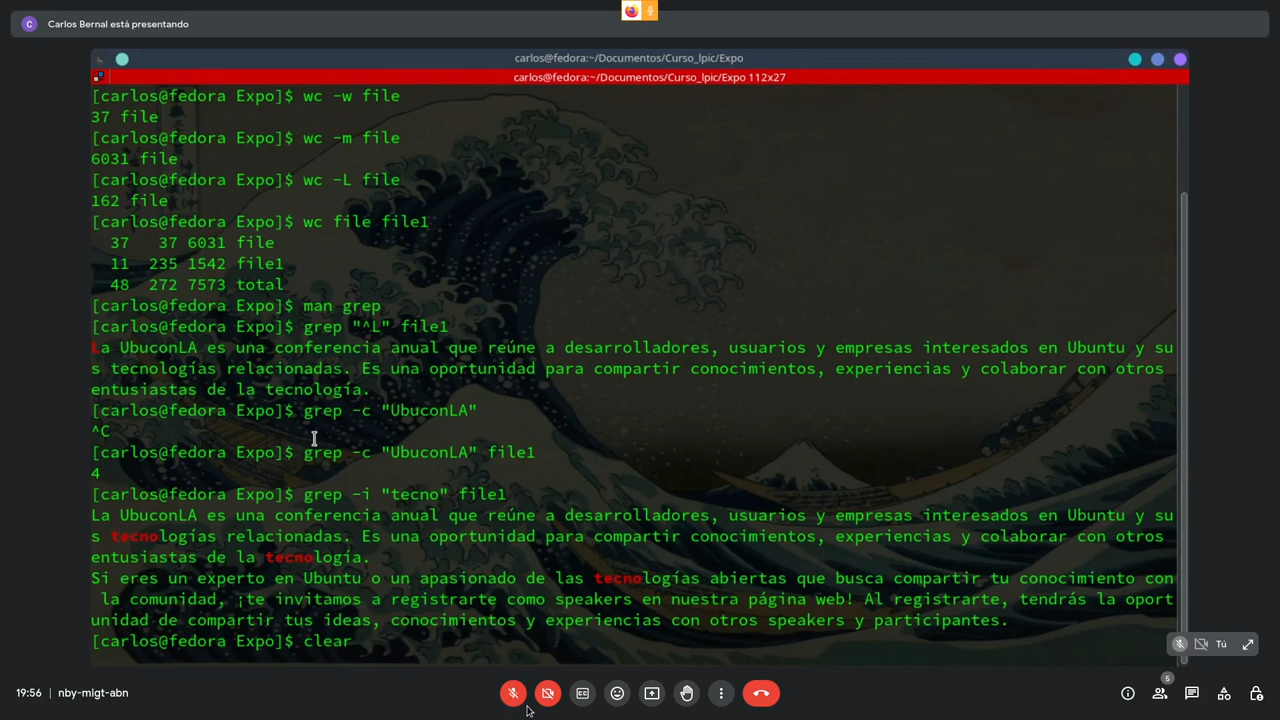 C Carlos Bernal está presentando
carlos@fedora:~/Documentos/Curso_lpic/Expo
carlos@fedora:~/Documentos/Curso_lpic/Expo 112x27
[carlos@fedora Expo]$ wc -w file
37 file
[carlos@fedora Expo]$ wc -m file
6031 file
[carlos@fedora Expo]$ wc -L file
162 file
[carlos@fedora Expo]$ wc file file1
37 37 6031 file
11 235 1542 file1
48 272 7573 total
[carlos@fedora Expo]$ man grep
[carlos@fedora Expo]$ grep "^L" file1
La UbuconLA es una conferencia anual que reúne a desarrolladores, usuarios y empresas interesados en Ubuntu y su
s tecnologías relacionadas. Es una oportunidad para compartir conocimientos, experiencias y colaborar con otros
entusiastas de la tecnología.
[carlos@fedora Expo]$ grep -c "UbuconLA"
^C
[carlos@fedora Expo]$ grep -c "UbuconLA" file1
4
[carlos@fedora Expo]$ grep -i "tecno" file1
La UbuconLA es una conferencia anual que reúne a desarrolladores, usuarios y empresas interesados en Ubuntu y su
s tecnologías relacionadas. Es una oportunidad para compartir conocimientos, experiencias y colaborar con otros
entusiastas de la tecnología.
Si eres un experto en Ubuntu o un apasionado de las tecnologías abiertas que busca compartir tu conocimiento con
la comunidad, ¡te invitamos a registrarte como speakers en nuestra página web! Al registrarte, tendrás la oport
unidad de compartir tus ideas, conocimientos y experiencias con otros speakers y participantes.
[carlos@fedora Expo]$ clear
Tú
5
19:56 | nby-migt-abn